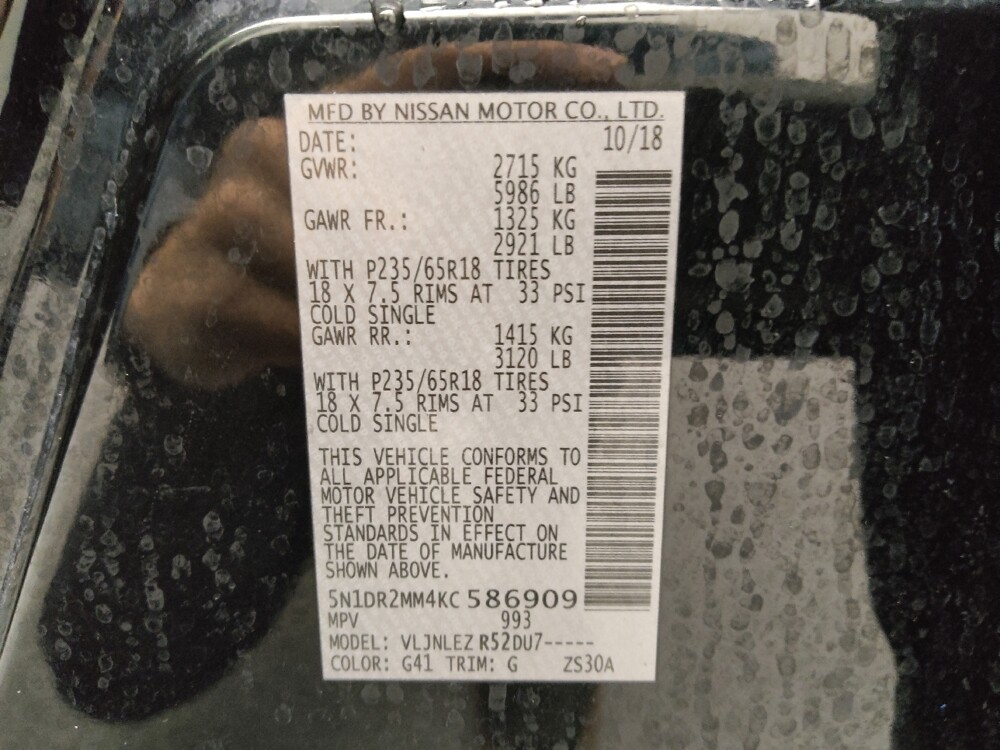 MFD BY NISSAN MOTOR CO., LTD.
DATE: 10/18
GVWR: 2715 KG
5986 LB
GAWR FR.: 1325 KG
2921 LB
WITH P235/65R18 TIRES
18 X 7.5 RIMS AT 33 PSI
COLD SINGLE
GAWR RR.: 1415 KG
3120 LB
WITH P235/65R18 TIRES
18 X 7.5 RIMS AT 33 PSI
COLD SINGLE
THIS VEHICLE CONFORMS TO
ALL APPLICABLE FEDERAL
MOTOR VEHICLE SAFETY AND
THEFT PREVENTION
STANDARDS IN EFFECT ON
THE DATE OF MANUFACTURE
SHOWN ABOVE.
5N1DR2MM4KC586909
MPV 993
MODEL: VLJNLEZ R52DU7-----
COLOR: G41 TRIM: G ZS30A